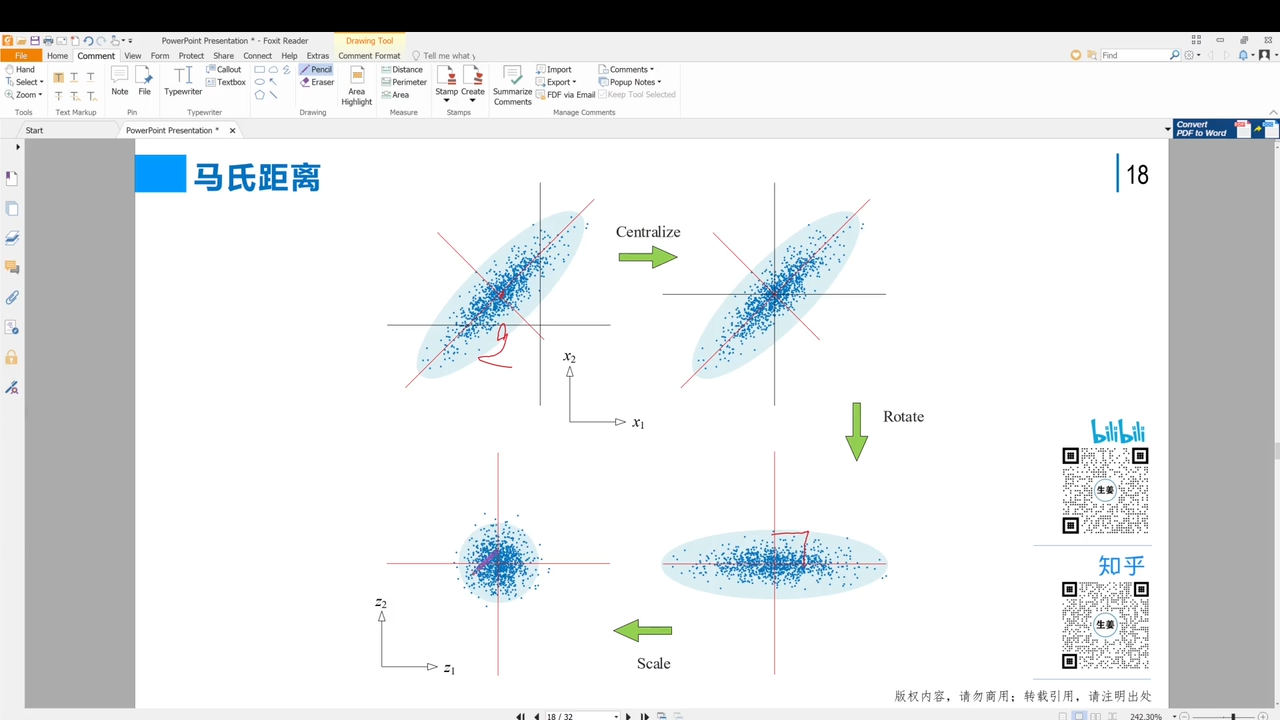 PowerPoint Presentation * - Foxit Reader
Drawing Tool
File Home Comment View Form Protect Share Connect Help Extras Comment Format Tell me what y Find
Hand
Select
Zoom
Tools
Text Markup
Note
File
Pin
Typewriter
Callout
Textbox
Typewriter
Pencil
Eraser
Drawing
Area
Highlight
Distance
Perimeter
Area
Measure
Stamp
Create
Stamps
Summarize
Comments
Import
Export
FDF via Email
Comments
Popup Notes
Keep Tool Selected
Manage Comments
Start
PowerPoint Presentation *
Convert
PDF to Word
马氏距离
18
Centralize
x2
x1
Rotate
bilibili
生姜
知乎
生姜
z2
z1
Scale
版权内容，请勿商用；转载引用，请注明出处
18 / 32
242.30%